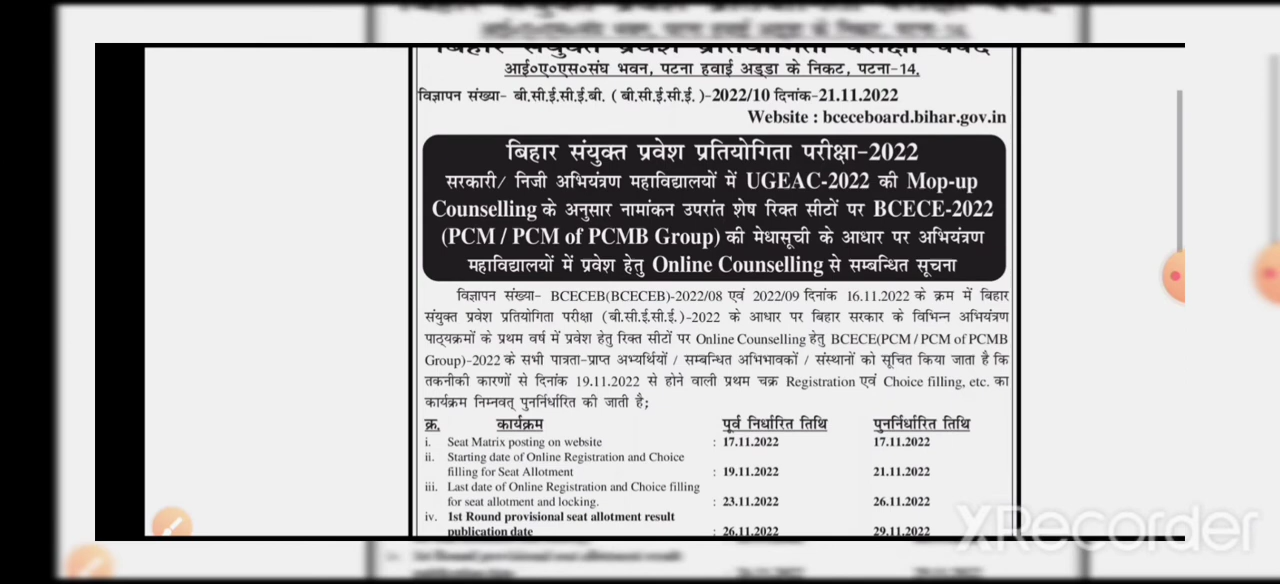 बिहार संयुक्त प्रवेश प्रतियोगिता परीक्षा पर्षद
आई०ए०एस०संघ भवन, पटना हवाई अड्डा के निकट, पटना-14.
विज्ञापन संख्या- बी.सी.ई.सी.ई.बी. ( बी.सी.ई.सी.ई. )-2022/10 दिनांक-21.11.2022
Website : bceceboard.bihar.gov.in
बिहार संयुक्त प्रवेश प्रतियोगिता परीक्षा-2022
सरकारी/ निजी अभियंत्रण महाविद्यालयों में UGEAC-2022 की Mop-up
Counselling के अनुसार नामांकन उपरांत शेष रिक्त सीटों पर BCECE-2022
(PCM / PCM of PCMB Group) की मेधासूची के आधार पर अभियंत्रण
महाविद्यालयों में प्रवेश हेतु Online Counselling से सम्बन्धित सूचना
विज्ञापन संख्या- BCECEB(BCECEB)-2022/08 एवं 2022/09 दिनांक 16.11.2022 के क्रम में बिहार
संयुक्त प्रवेश प्रतियोगिता परीक्षा (बी.सी.ई.सी.ई.)-2022 के आधार पर बिहार सरकार के विभिन्न अभियंत्रण
पाठ्यक्रमों के प्रथम वर्ष में प्रवेश हेतु रिक्त सीटों पर Online Counselling हेतु BCECE(PCM / PCM of PCMB
Group)-2022 के सभी पात्रता-प्राप्त अभ्यर्थियों / सम्बन्धित अभिभावकों / संस्थानों को सूचित किया जाता है कि
तकनीकी कारणों से दिनांक 19.11.2022 से होने वाली प्रथम चक्र Registration एवं Choice filling, etc. का
कार्यक्रम निम्नवत् पुनर्निर्धारित की जाती है;
क्र. कार्यक्रम पूर्व निर्धारित तिथि पुनर्निर्धारित तिथि
i. Seat Matrix posting on website : 17.11.2022 17.11.2022
ii. Starting date of Online Registration and Choice
filling for Seat Allotment : 19.11.2022 21.11.2022
iii. Last date of Online Registration and Choice filling
for seat allotment and locking. : 23.11.2022 26.11.2022
iv. 1st Round provisional seat allotment result
publication date : 26.11.2022 29.11.2022
XRecorder